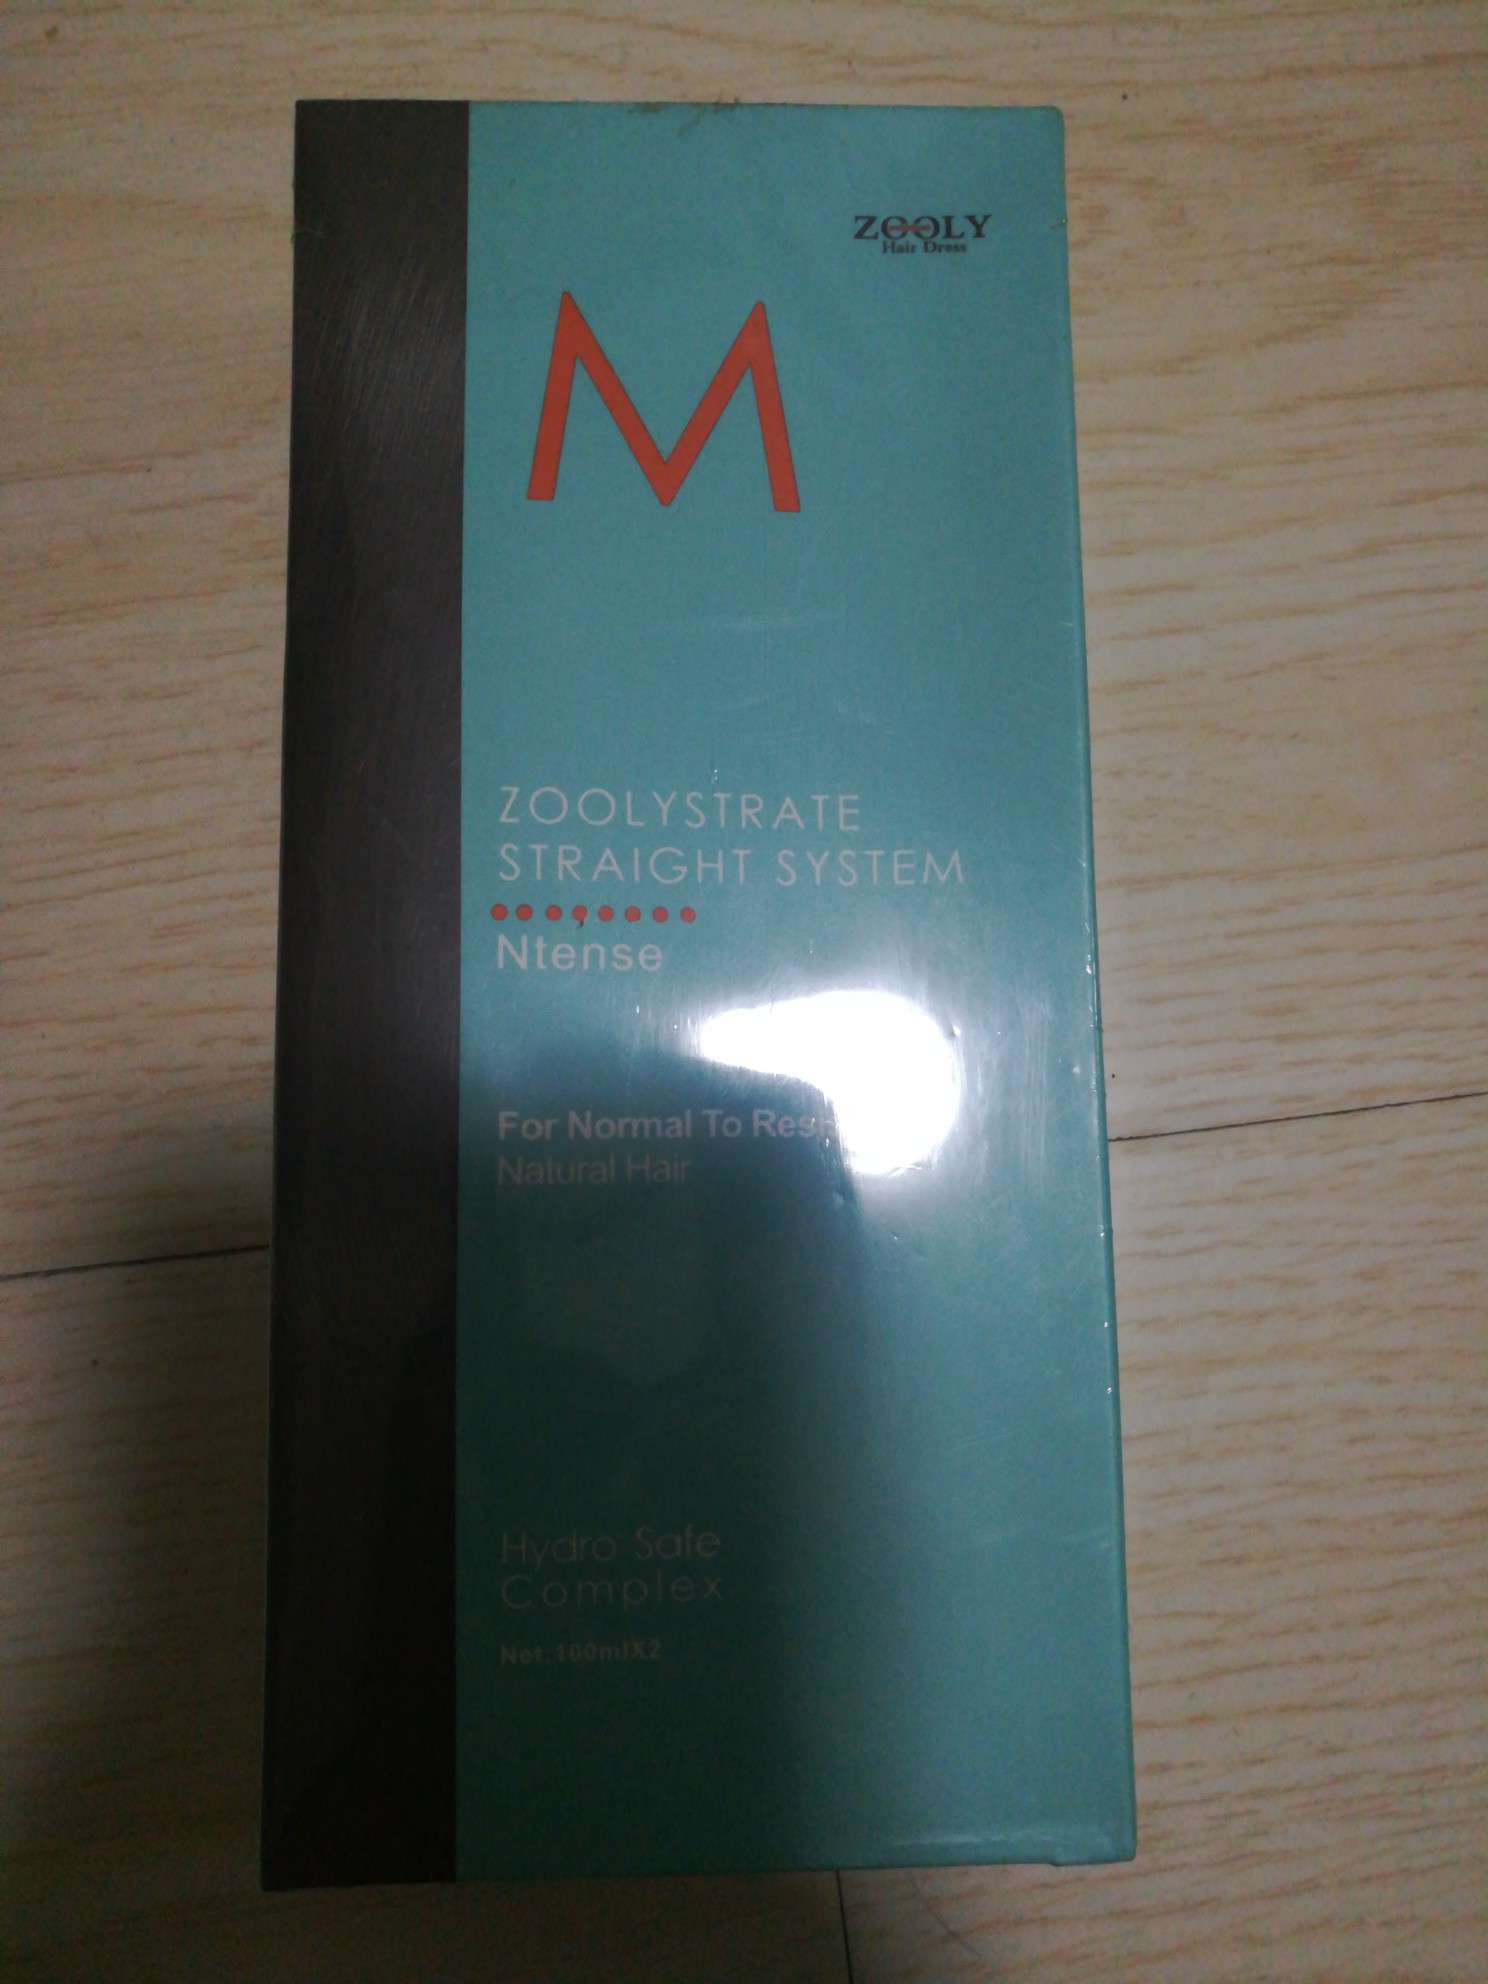 ZOOLY
Hair Dress
M
ZOOLYSTRATE
STRAIGHT SYSTEM
Ntense
For Normal To
Natural Hair
Hydro Safe
Complex
Net:100mlX2